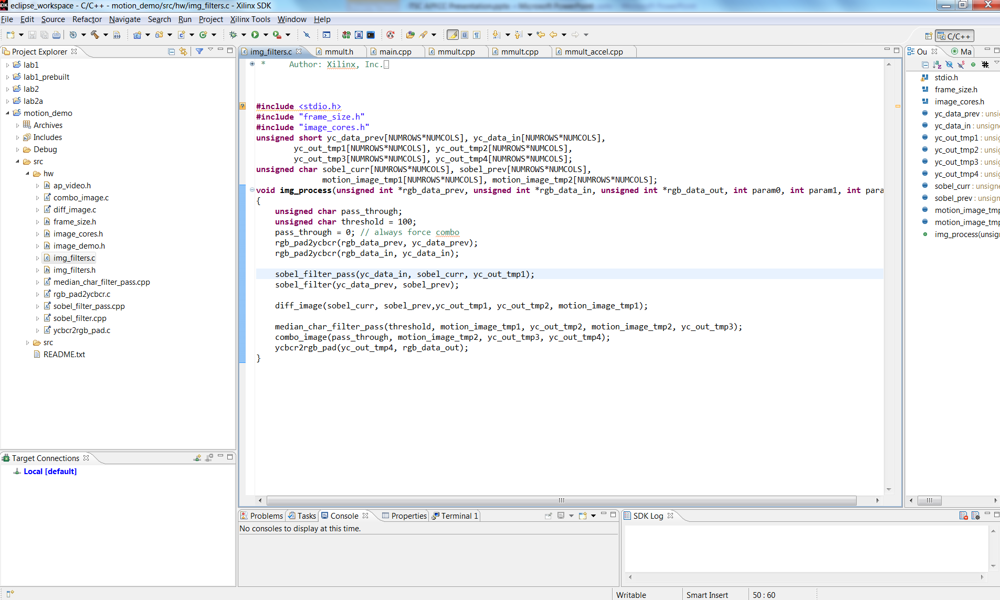 eclipse_workspace - C/C++ - motion_demo/src/hw/img_filters.c - Xilinx SDK
File Edit Source Refactor Navigate Search Run Project Xilinx Tools Window Help
C/C++
Project Explorer
lab1
lab1_prebuilt
lab2
lab2a
motion_demo
Archives
Includes
Debug
src
hw
ap_video.h
combo_image.c
diff_image.c
frame_size.h
image_cores.h
image_demo.h
img_filters.c
img_filters.h
median_char_filter_pass.cpp
rgb_pad2ycbcr.c
sobel_filter_pass.cpp
sobel_filter.cpp
ycbcr2rgb_pad.c
src
README.txt
Target Connections
Local [default]
img_filters.c mmult.h main.cpp mmult.cpp mmult.cpp mmult_accel.cpp
* Author: Xilinx, Inc.
#include <stdio.h>
#include "frame_size.h"
#include "image_cores.h"
unsigned short yc_data_prev[NUMROWS*NUMCOLS], yc_data_in[NUMROWS*NUMCOLS],
yc_out_tmp1[NUMROWS*NUMCOLS], yc_out_tmp2[NUMROWS*NUMCOLS],
yc_out_tmp3[NUMROWS*NUMCOLS], yc_out_tmp4[NUMROWS*NUMCOLS];
unsigned char sobel_curr[NUMROWS*NUMCOLS], sobel_prev[NUMROWS*NUMCOLS],
motion_image_tmp1[NUMROWS*NUMCOLS], motion_image_tmp2[NUMROWS*NUMCOLS];
void img_process(unsigned int *rgb_data_prev, unsigned int *rgb_data_in, unsigned int *rgb_data_out, int param0, int param1, int para
{
unsigned char pass_through;
unsigned char threshold = 100;
pass_through = 0; // always force combo
rgb_pad2ycbcr(rgb_data_prev, yc_data_prev);
rgb_pad2ycbcr(rgb_data_in, yc_data_in);
sobel_filter_pass(yc_data_in, sobel_curr, yc_out_tmp1);
sobel_filter(yc_data_prev, sobel_prev);
diff_image(sobel_curr, sobel_prev,yc_out_tmp1, yc_out_tmp2, motion_image_tmp1);
median_char_filter_pass(threshold, motion_image_tmp1, yc_out_tmp2, motion_image_tmp2, yc_out_tmp3);
combo_image(pass_through, motion_image_tmp2, yc_out_tmp3, yc_out_tmp4);
ycbcr2rgb_pad(yc_out_tmp4, rgb_data_out);
}
Ou Ma
stdio.h
frame_size.h
image_cores.h
yc_data_prev : unsig
yc_data_in : unsigne
yc_out_tmp1 : unsig
yc_out_tmp2 : unsig
yc_out_tmp3 : unsig
yc_out_tmp4 : unsig
sobel_curr : unsigne
sobel_prev : unsign
motion_image_tmp
motion_image_tmp
img_process(unsign
Problems Tasks Console Properties Terminal 1
No consoles to display at this time.
SDK Log
Writable Smart Insert 50 : 60